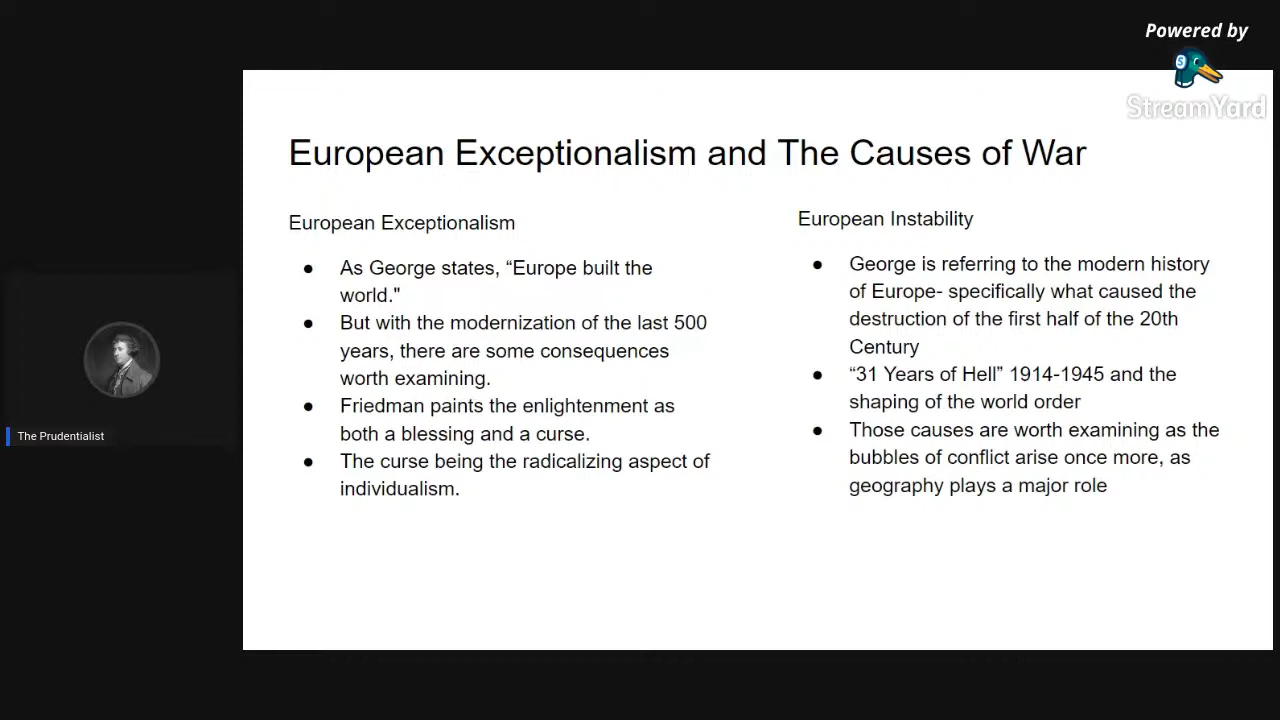 Powered by
StreamYard
European Exceptionalism and The Causes of War
European Exceptionalism
● As George states, “Europe built the
world."
● But with the modernization of the last 500
years, there are some consequences
worth examining.
● Friedman paints the enlightenment as
both a blessing and a curse.
● The curse being the radicalizing aspect of
individualism.
European Instability
● George is referring to the modern history
of Europe- specifically what caused the
destruction of the first half of the 20th
Century
● “31 Years of Hell” 1914-1945 and the
shaping of the world order
● Those causes are worth examining as the
bubbles of conflict arise once more, as
geography plays a major role
The Prudentialist